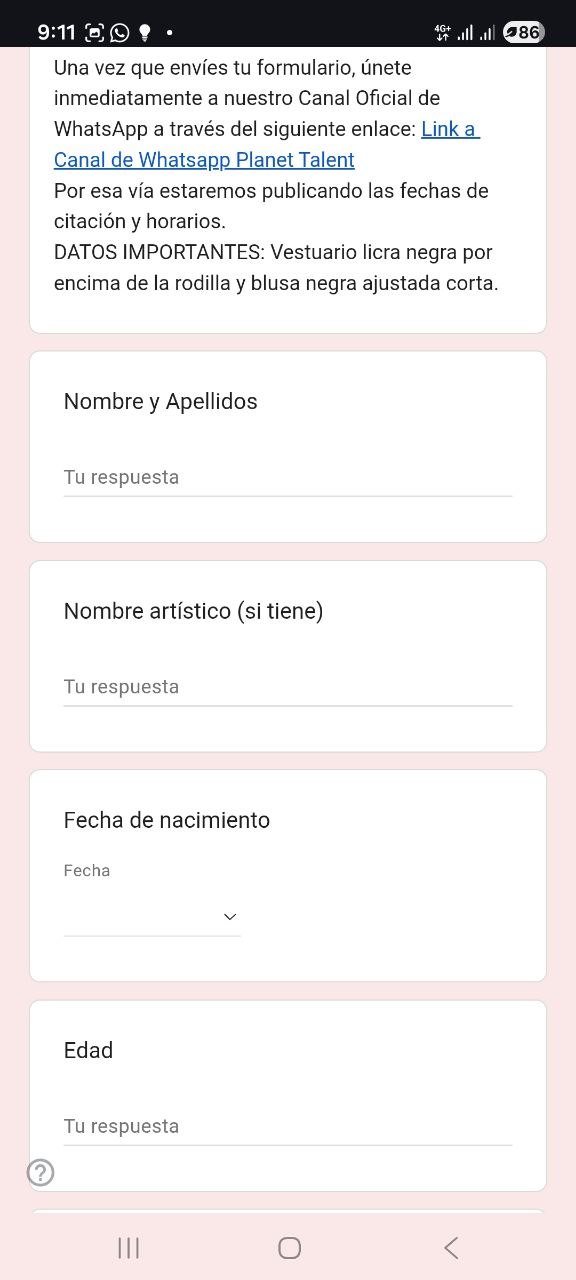 9:11
4G+
86
Una vez que envíes tu formulario, únete
inmediatamente a nuestro Canal Oficial de
WhatsApp a través del siguiente enlace: Link a
Canal de Whatsapp Planet Talent
Por esa vía estaremos publicando las fechas de
citación y horarios.
DATOS IMPORTANTES: Vestuario licra negra por
encima de la rodilla y blusa negra ajustada corta.
Nombre y Apellidos
Tu respuesta
Nombre artístico (si tiene)
Tu respuesta
Fecha de nacimiento
Fecha
Edad
Tu respuesta
?